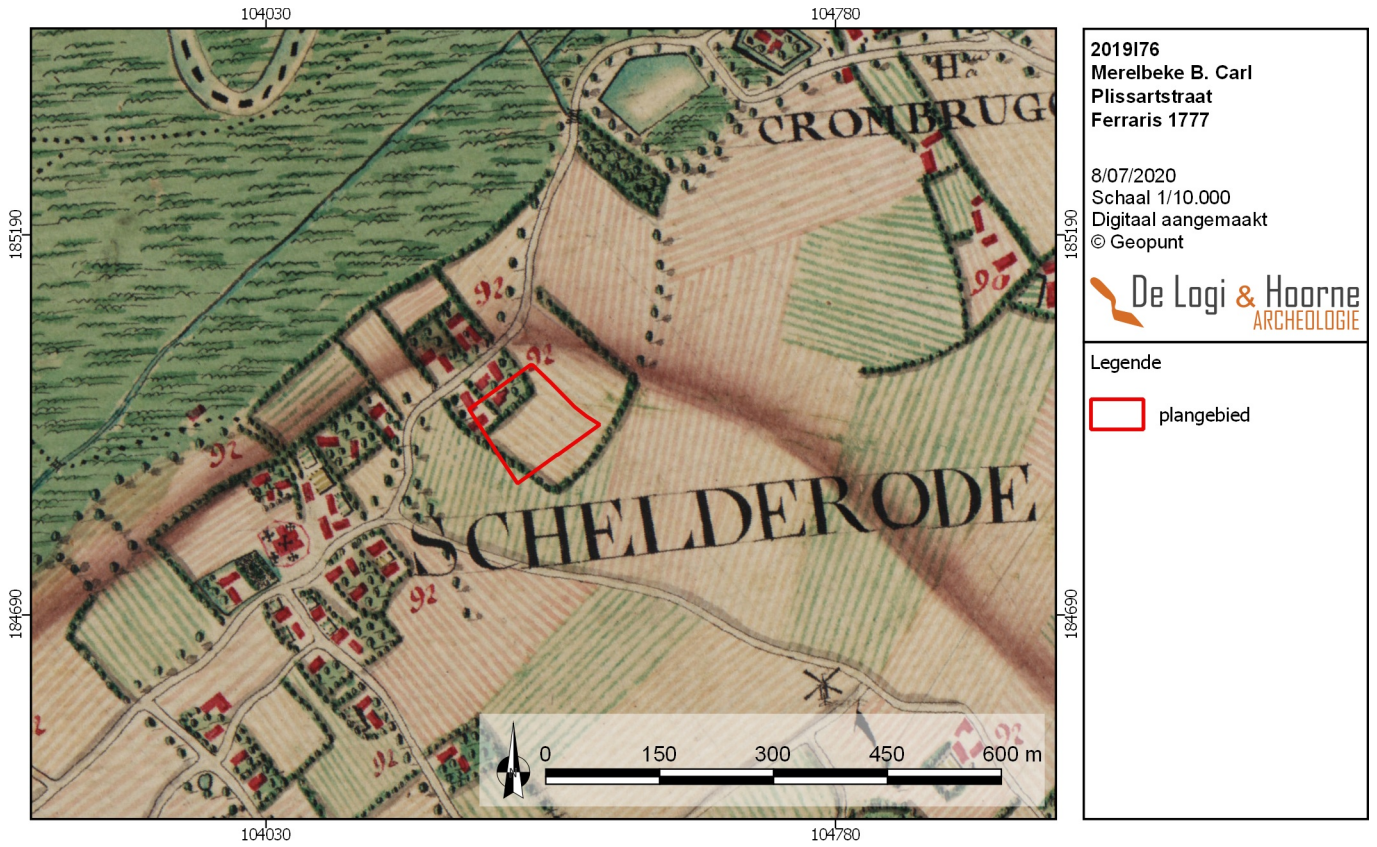 104030
104780
185190
184690
185190
184690
104030
104780
CROMBRUGG
92
90
92
92
SCHELDERODE
92
92
92
0 150 300 450 600 m
N
2019I76
Merelbeke B. Carl
Plissartstraat
Ferraris 1777
8/07/2020
Schaal 1/10.000
Digitaal aangemaakt
© Geopunt
De Logi & Hoorne
ARCHEOLOGIE
Legende
plangebied